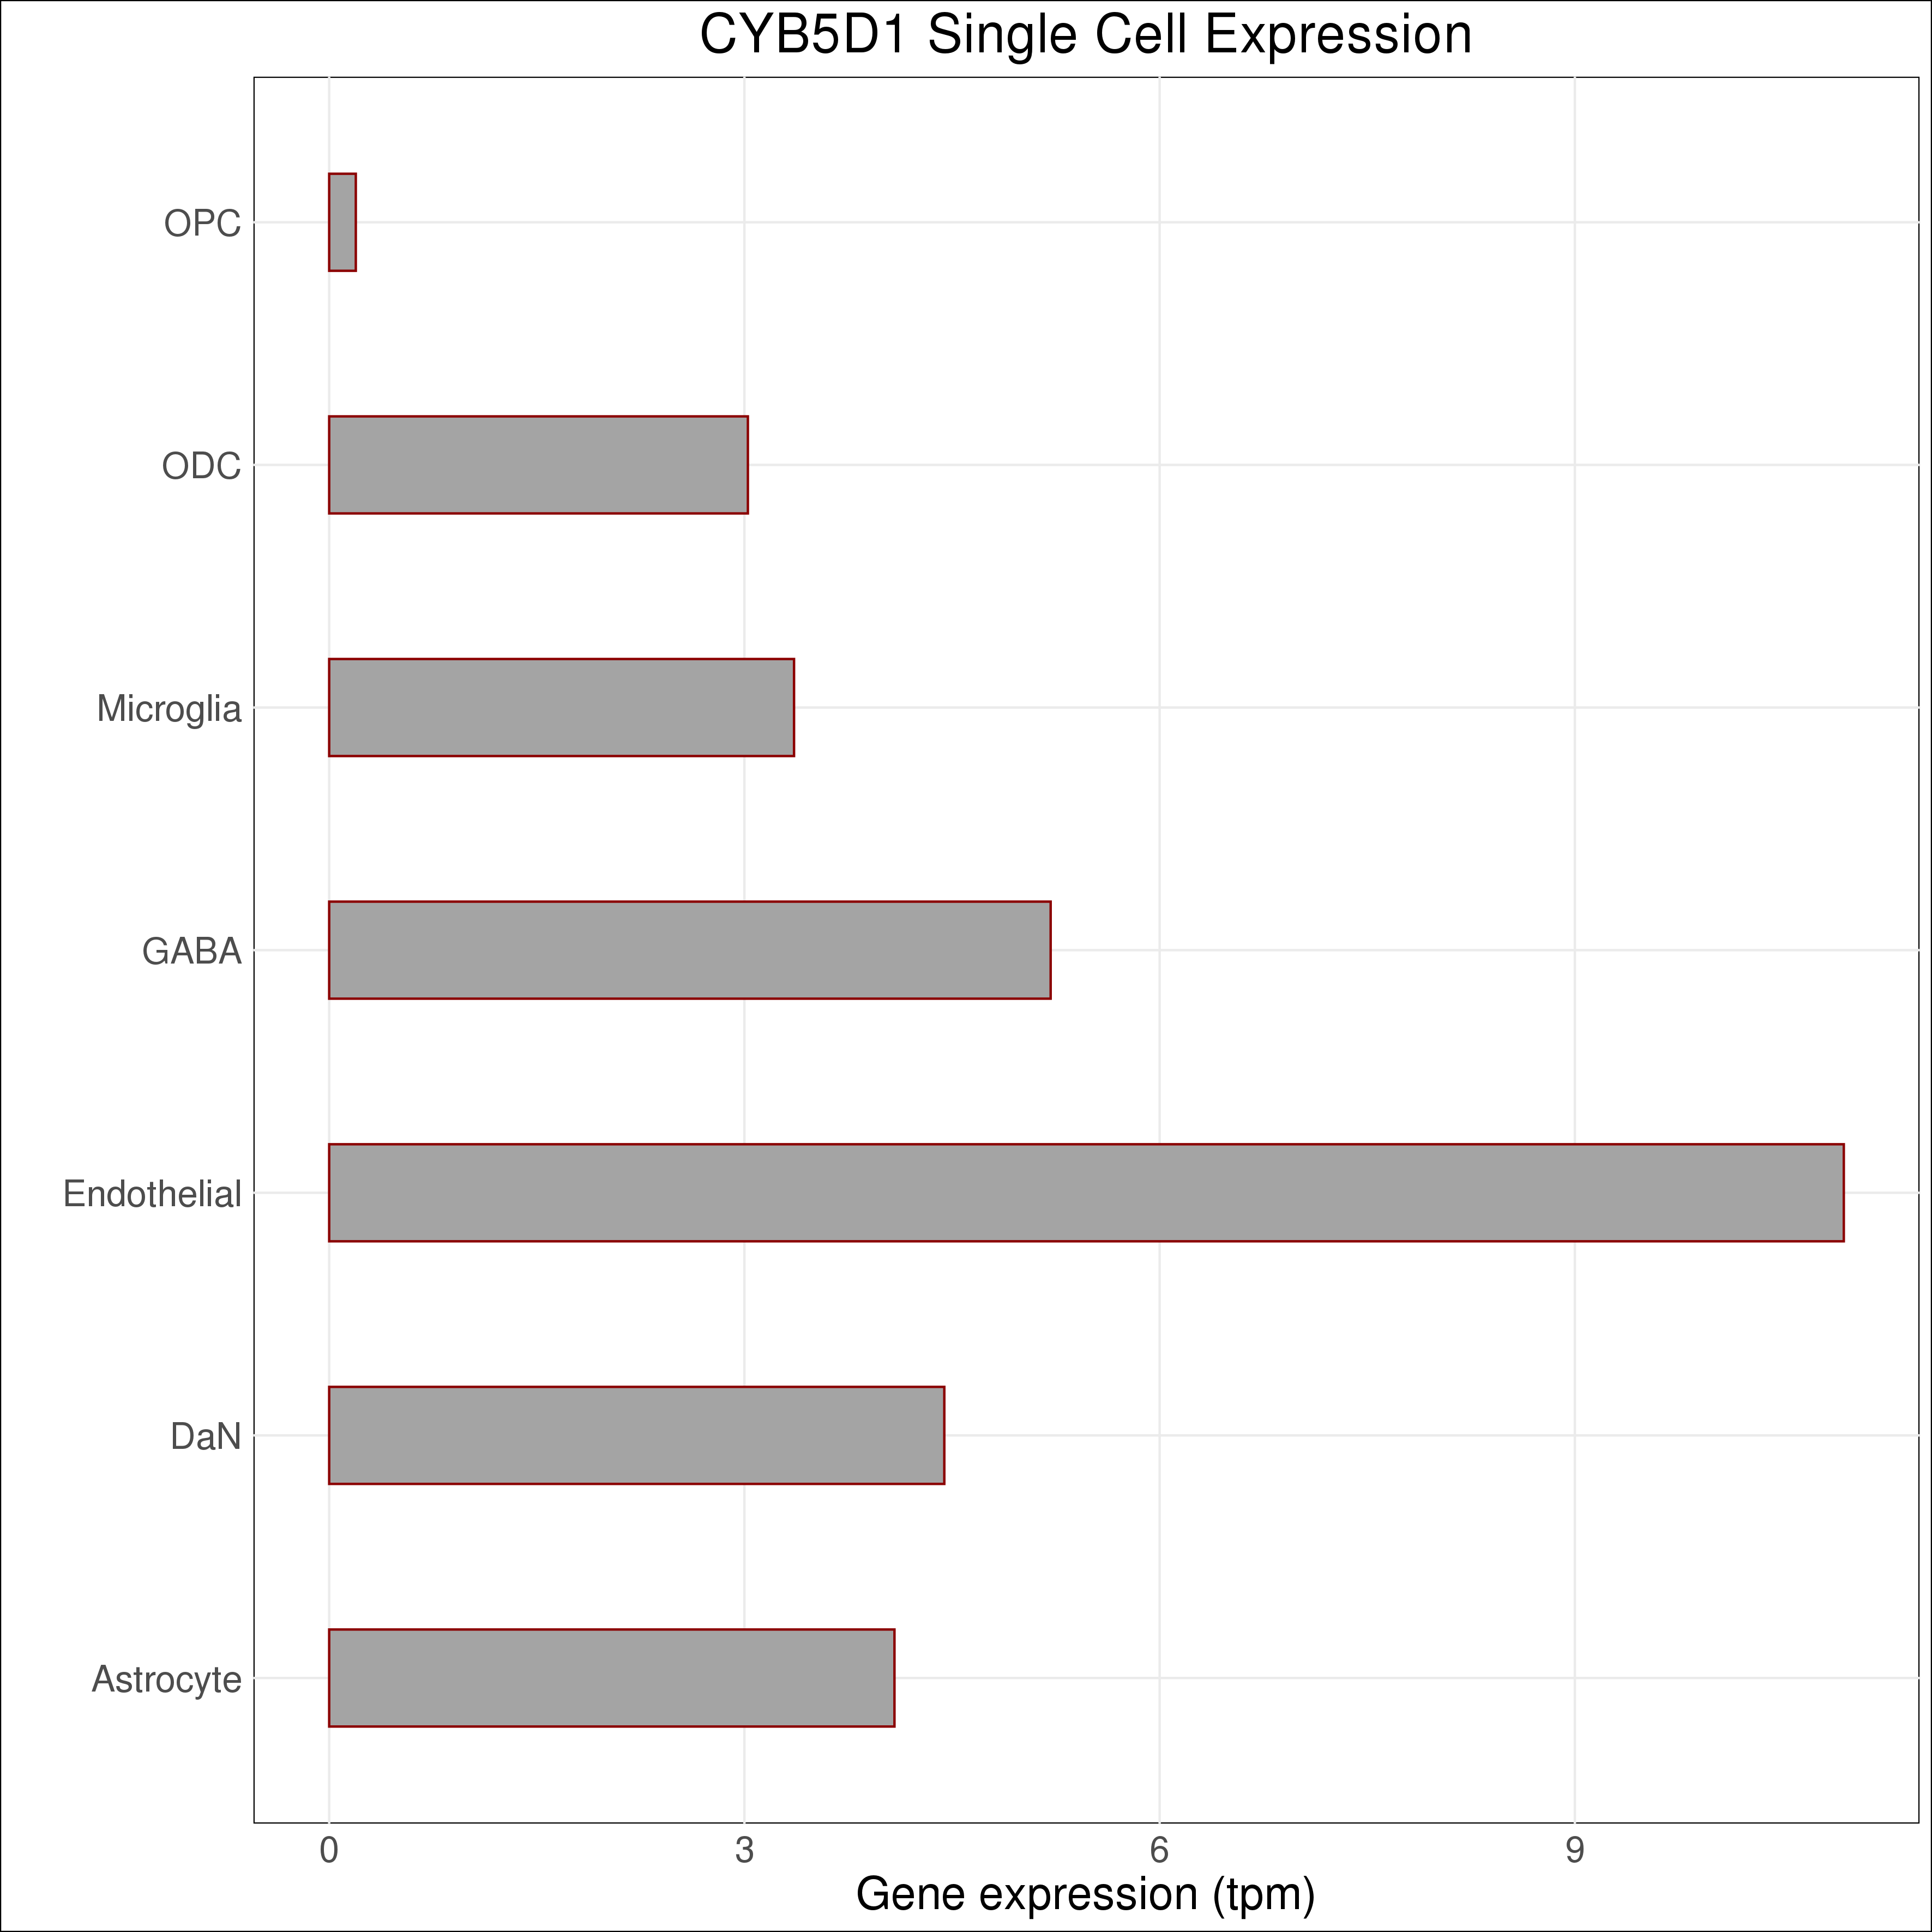 CYB5D1 Single Cell Expression
OPC
ODC
Microglia
GABA
Endothelial
DaN
Astrocyte
0 3 6 9
Gene expression (tpm)